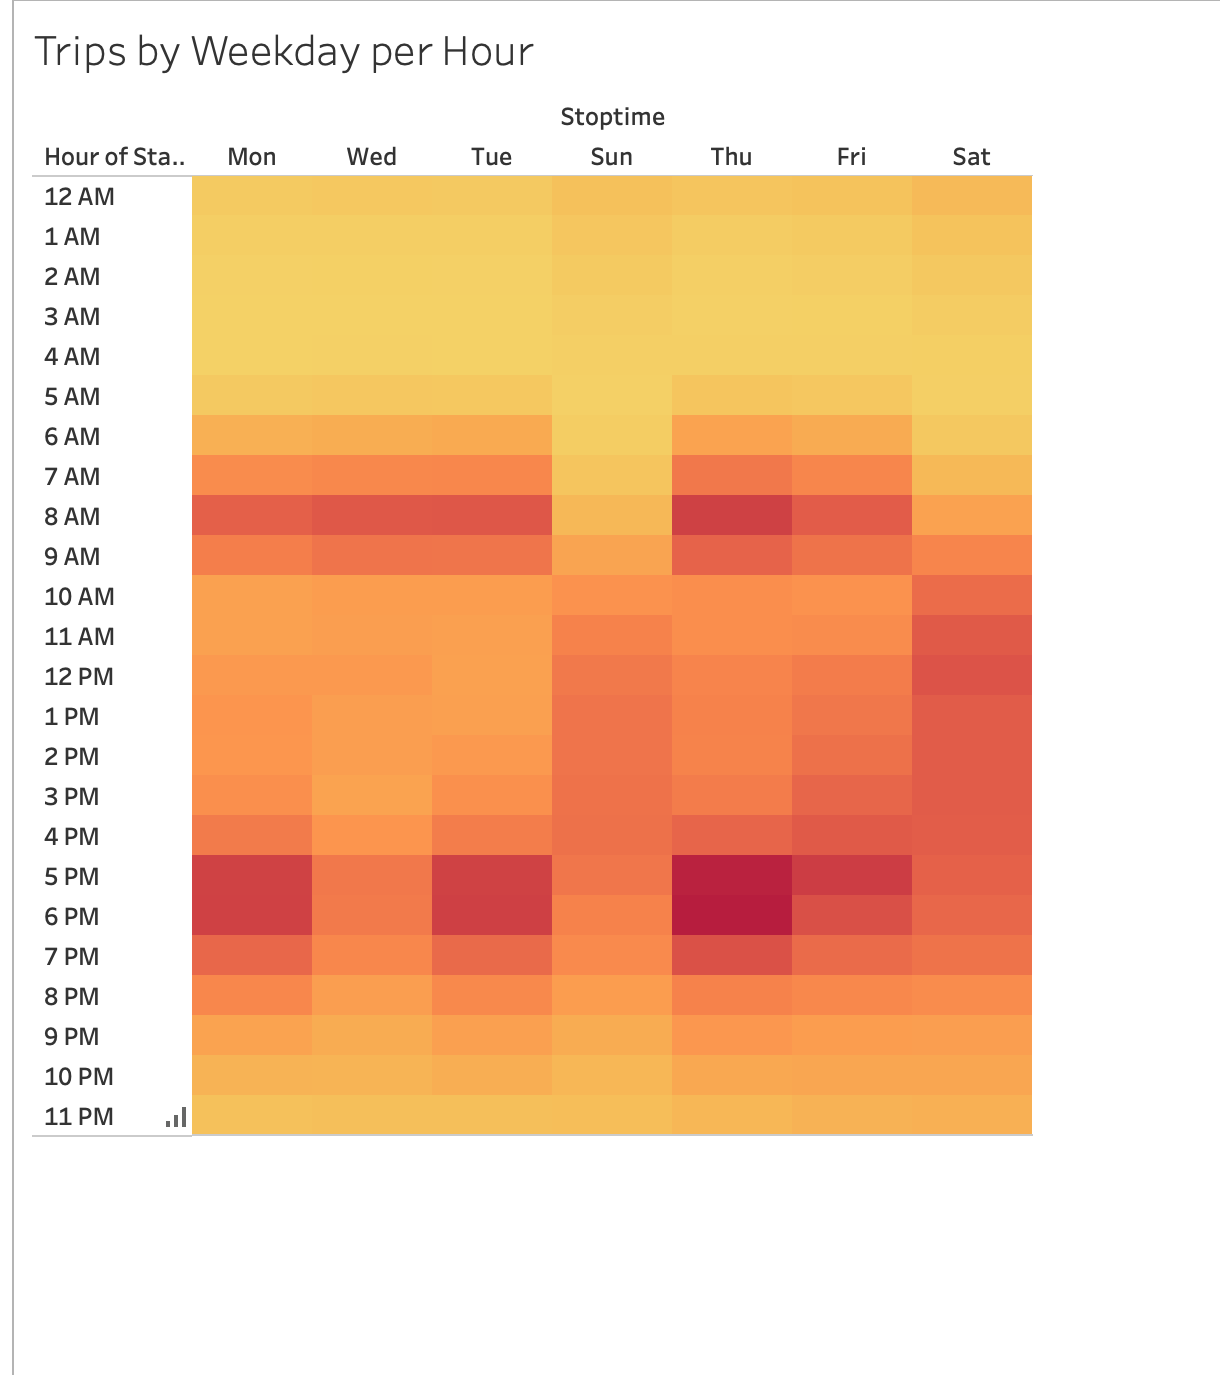 Trips by Weekday per Hour
Stoptime
Hour of Sta.. Mon Wed Tue Sun Thu Fri Sat
12 AM
1 AM
2 AM
3 AM
4 AM
5 AM
6 AM
7 AM
8 AM
9 AM
10 AM
11 AM
12 PM
1 PM
2 PM
3 PM
4 PM
5 PM
6 PM
7 PM
8 PM
9 PM
10 PM
11 PM